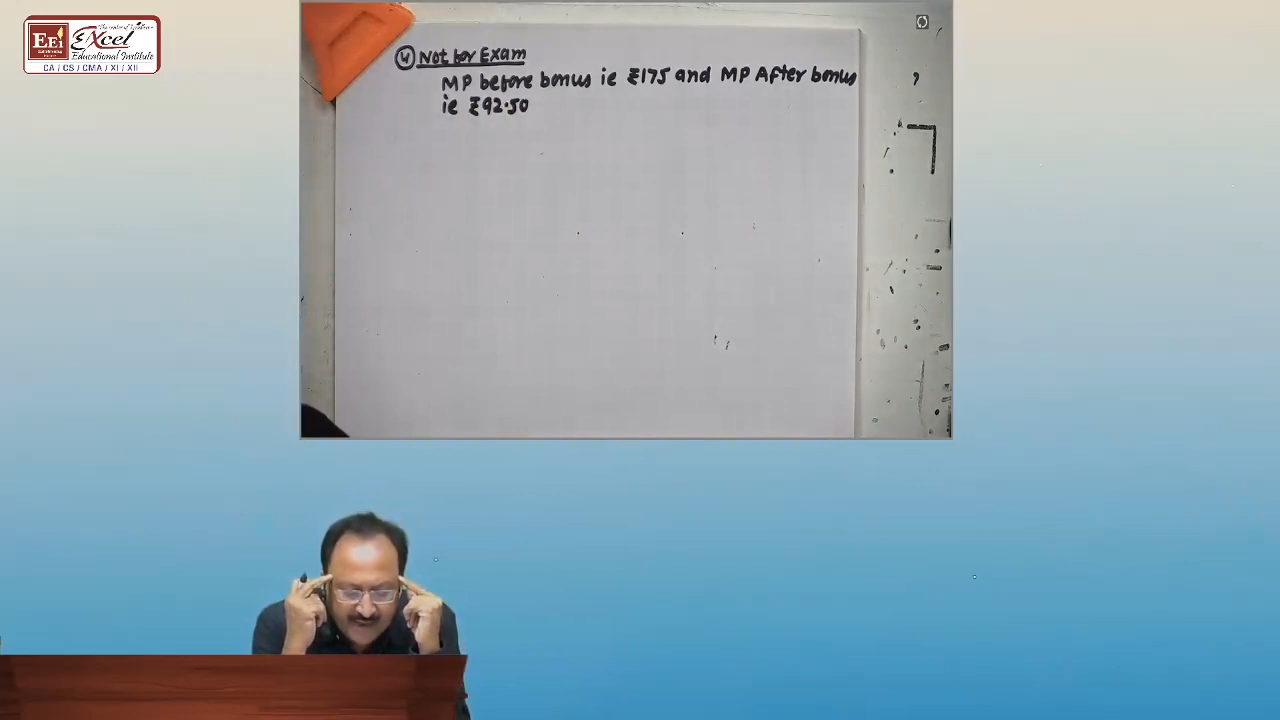 EEI
Excel
Educational Institute
CA / CS / CMA / XI / XII
④ Not for Exam
MP before bonus ie ₹175 and MP After bonus
ie ₹92.50